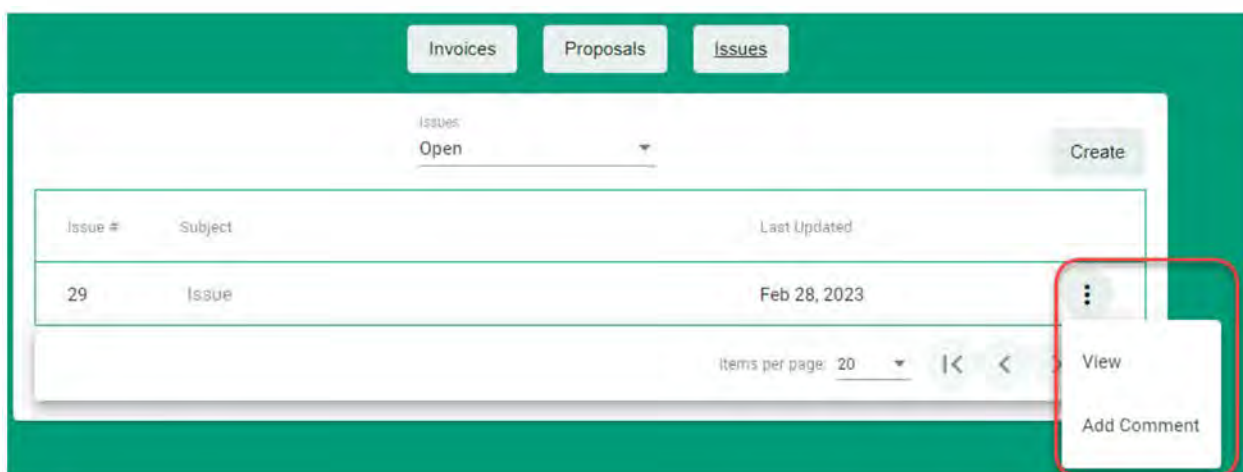 Invoices Proposals Issues
Issues
Open
Create
Issue # Subject Last Updated
29 Issue Feb 28, 2023
Items per page: 20
View
Add Comment